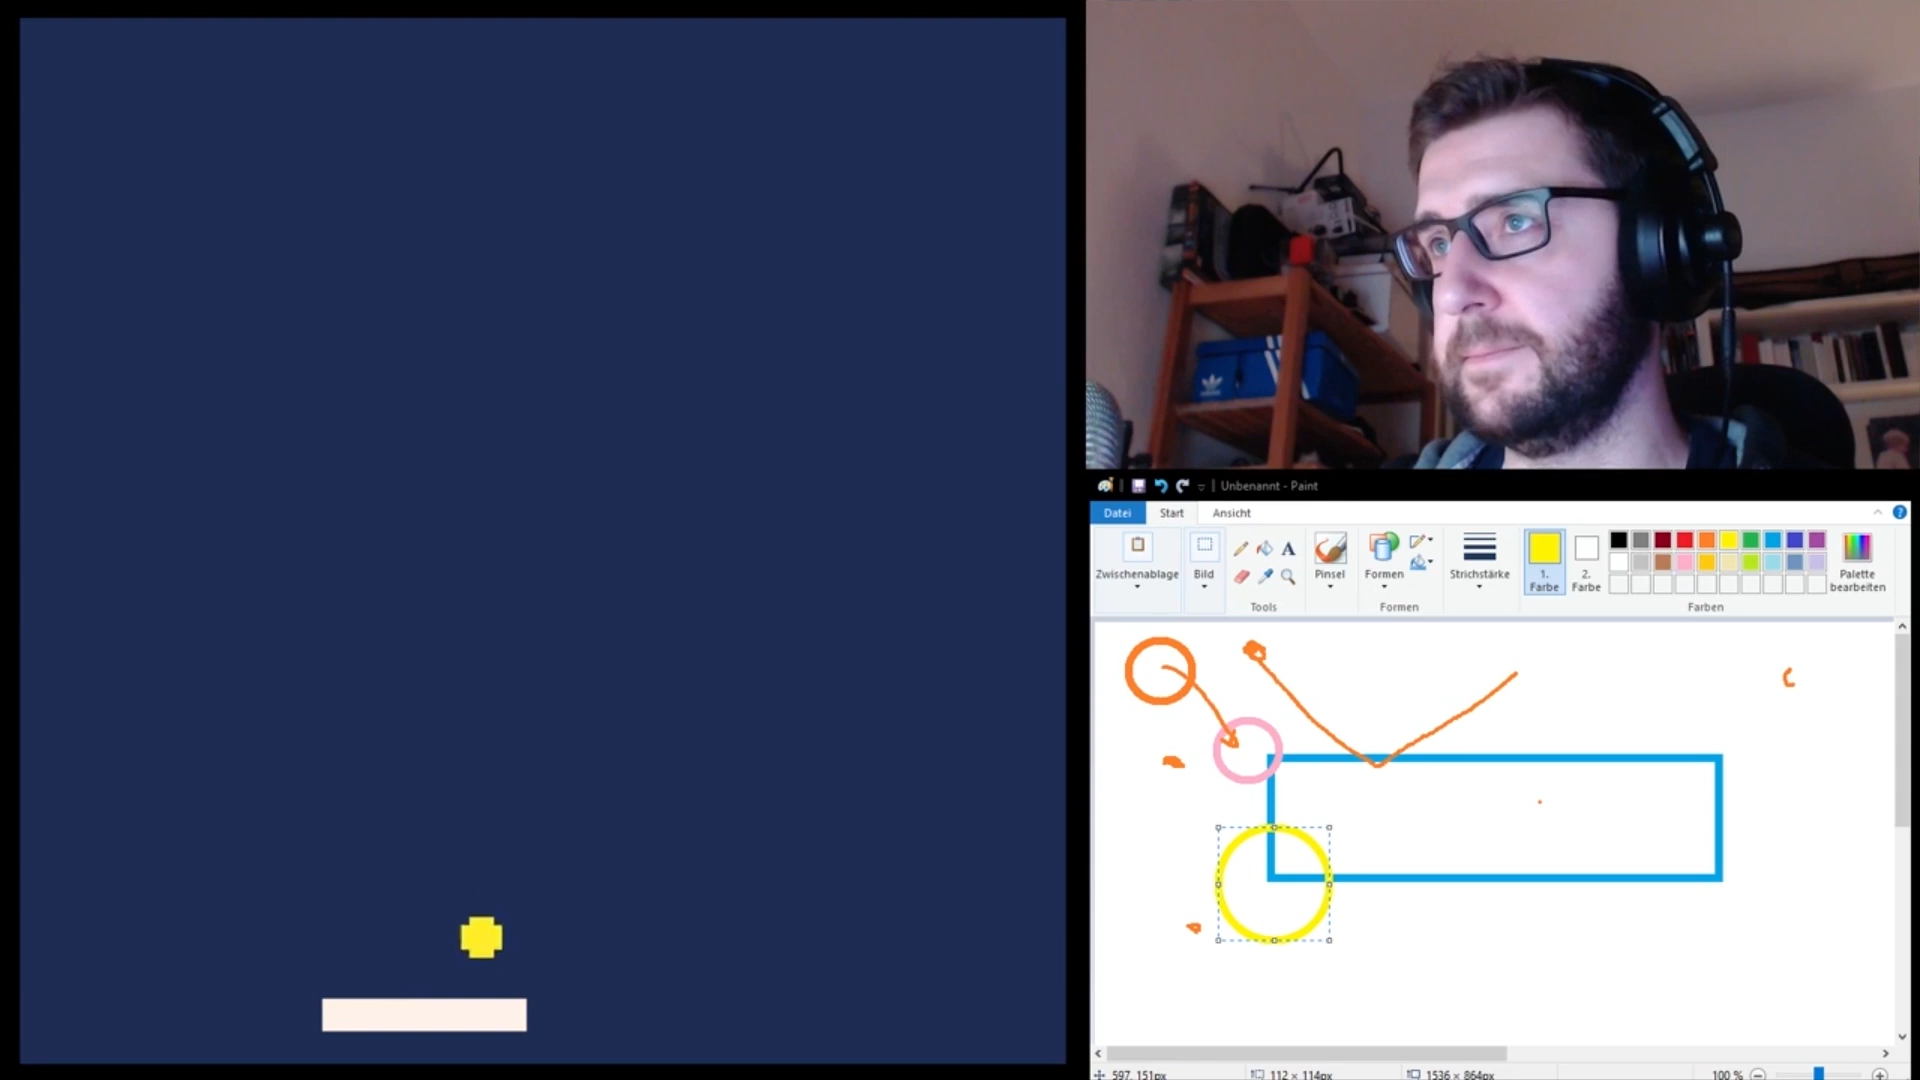 Unbenannt - Paint
Datei Start Ansicht
Zwischenablage
Bild
A
Tools
Pinsel
Formen
Formen
Strichstärke
1.
Farbe
2.
Farbe
Palette
bearbeiten
Farben
597, 151px
112 × 114px
1536 × 864px
100 %